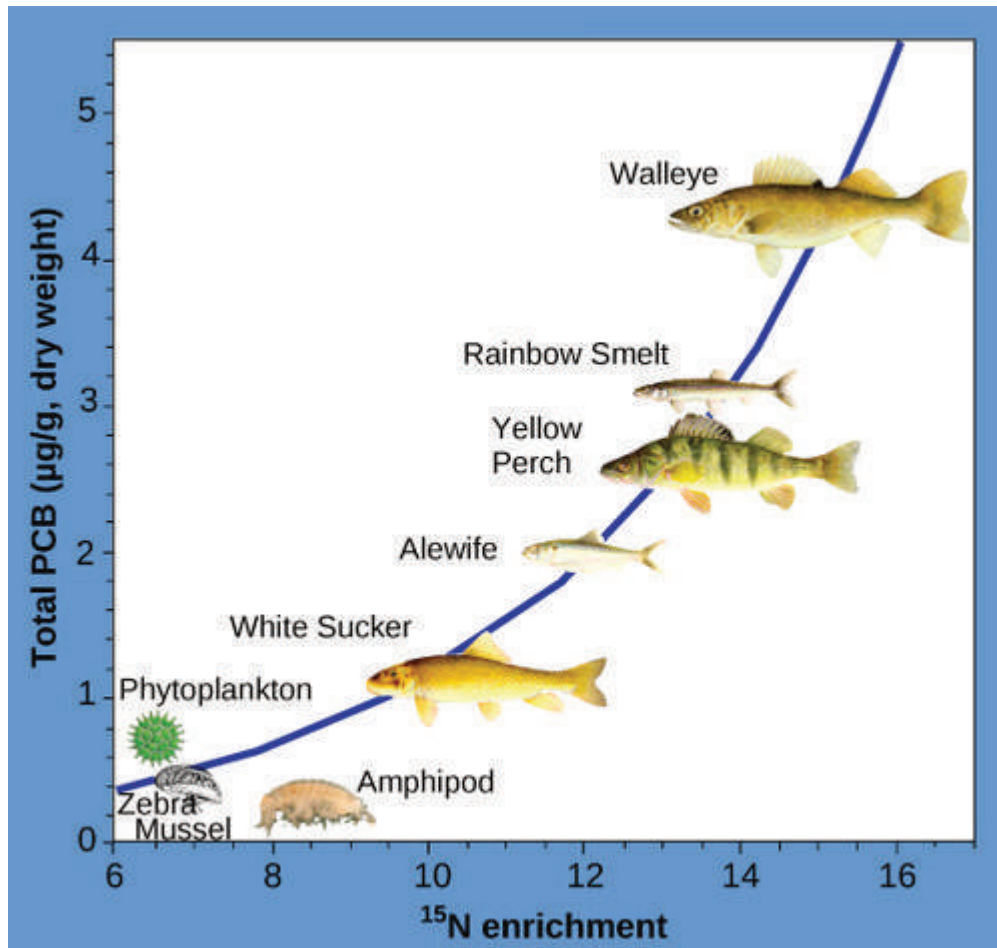 Total PCB (µg/g, dry weight)
5
4
3
2
1
0
Walleye
Rainbow Smelt
Yellow
Perch
Alewife
White Sucker
Phytoplankton
Amphipod
Zebra
Mussel
6 8 10 12 14 16
¹⁵N enrichment